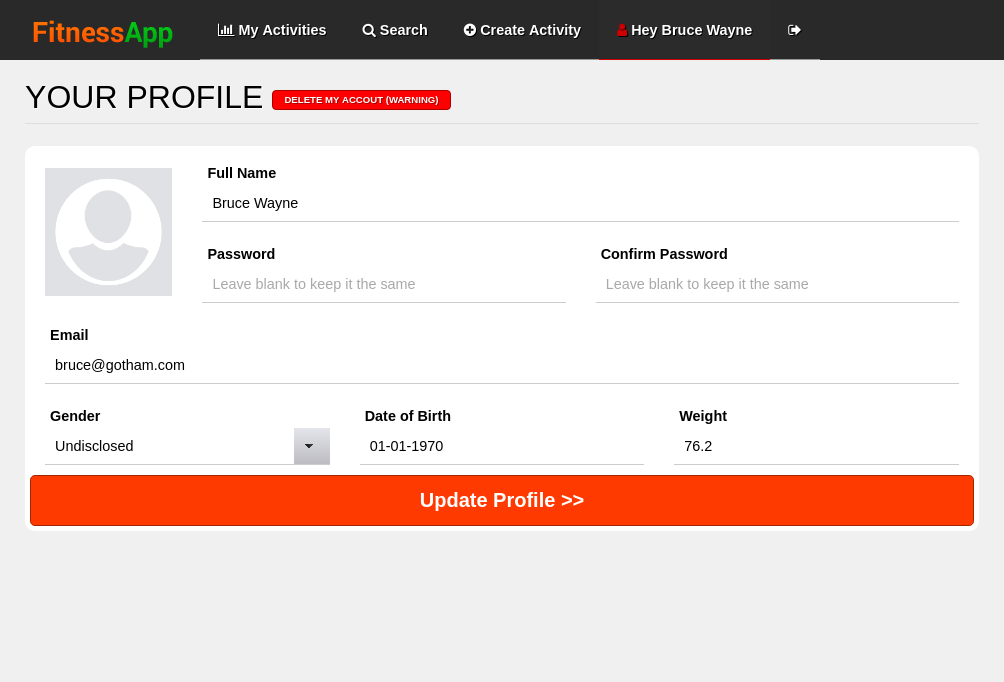 FitnessApp My Activities Search Create Activity Hey Bruce Wayne
YOUR PROFILE DELETE MY ACCOUT (WARNING)
Full Name
Bruce Wayne
Password Confirm Password
Leave blank to keep it the same Leave blank to keep it the same
Email
bruce@gotham.com
Gender Date of Birth Weight
Undisclosed 01-01-1970 76.2
Update Profile >>